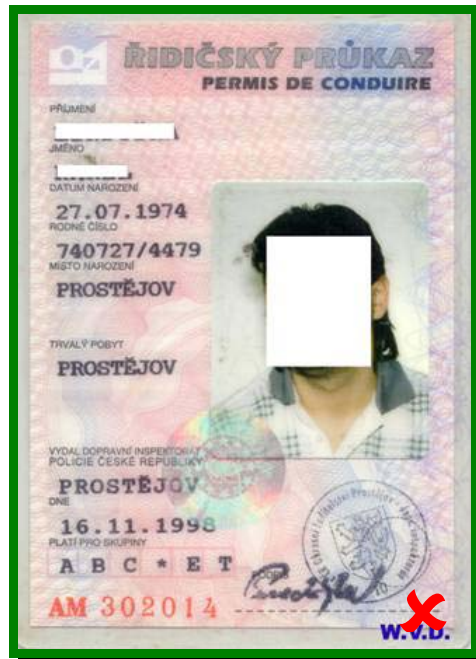 ŘIDIČSKÝ PRŮKAZ
PERMIS DE CONDUIRE
PŘÍJMENÍ
JMÉNO
DATUM NAROZENÍ
27.07.1974
RODNÉ ČÍSLO
740727/4479
MÍSTO NAROZENÍ
PROSTĚJOV
TRVALÝ POBYT
PROSTĚJOV
VYDAL DOPRAVNÍ INSPEKTORÁT
POLICIE ČESKÉ REPUBLIKY
PROSTĚJOV
DNE
16.11.1998
PLATÍ PRO SKUPINY
A B C * E T
AM 302014
W.V.D.